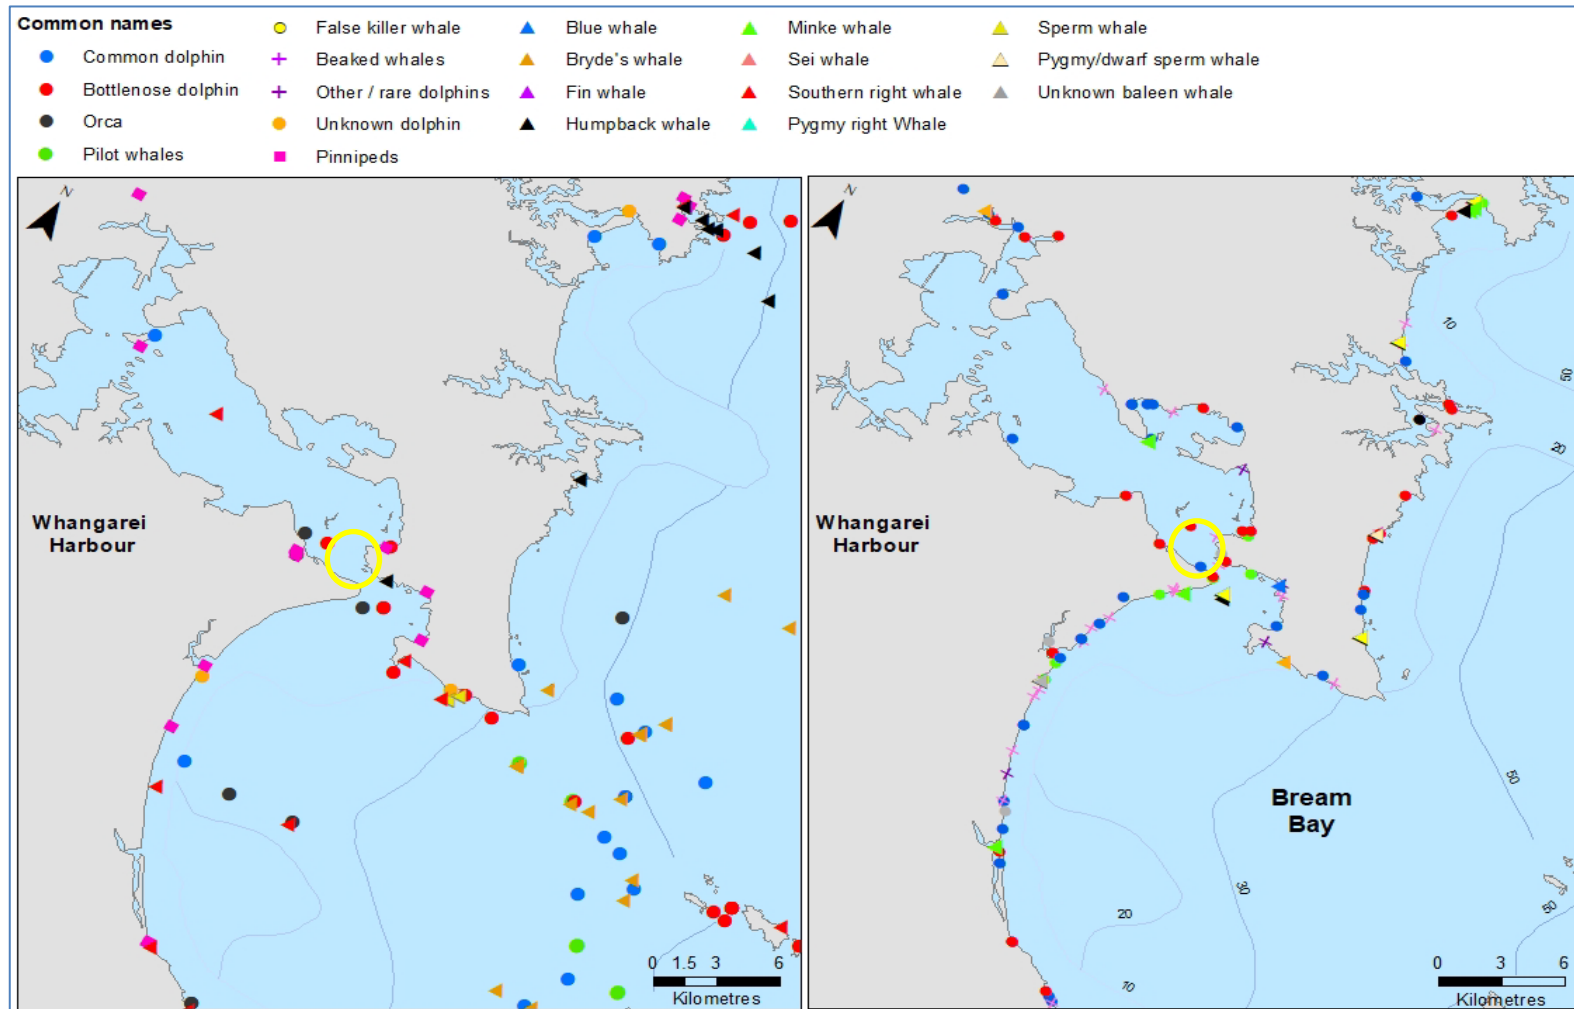 Common names
Common dolphin
Bottlenose dolphin
Orca
Pilot whales
False killer whale
Beaked whales
Other / rare dolphins
Unknown dolphin
Pinnipeds
Blue whale
Bryde's whale
Fin whale
Humpback whale
Minke whale
Sei whale
Southern right whale
Pygmy right Whale
Sperm whale
Pygmy/dwarf sperm whale
Unknown baleen whale
N
Whangarei
Harbour
0 1.5 3 6
Kilometres
N
10
50
20
Whangarei
Harbour
50
Bream
Bay
30
20
50
10
0 3 6
Kilometres